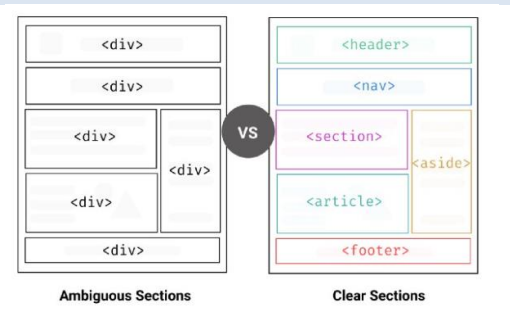 <div>
<div>
<div>
<div>
<div>
<div>
Ambiguous Sections
VS
<header>
<nav>
<section>
<aside>
<article>
<footer>
Clear Sections